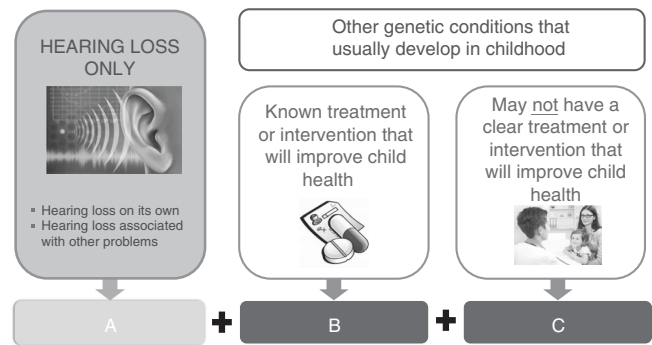 HEARING LOSS
ONLY
▪ Hearing loss on its own
▪ Hearing loss associated
with other problems
Other genetic conditions that
usually develop in childhood
Known treatment
or intervention that
will improve child
health
May not have a
clear treatment or
intervention that
will improve child
health
A + B + C